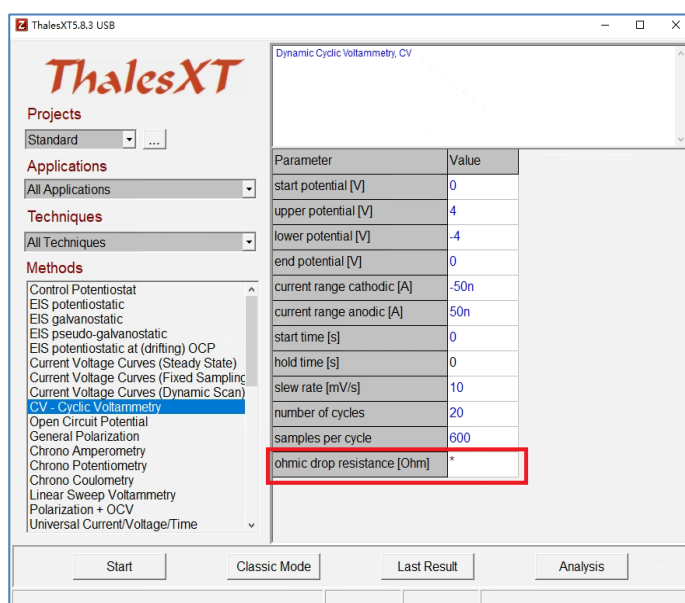 ThalesXT5.8.3 USB
ThalesXT
Projects
Standard
...
Applications
All Applications
Techniques
All Techniques
Methods
Control Potentiostat
EIS potentiostatic
EIS galvanostatic
EIS pseudo-galvanostatic
EIS potentiostatic at (drifting) OCP
Current Voltage Curves (Steady State)
Current Voltage Curves (Fixed Sampling
Current Voltage Curves (Dynamic Scan)
CV - Cyclic Voltammetry
Open Circuit Potential
General Polarization
Chrono Amperometry
Chrono Potentiometry
Chrono Coulometry
Linear Sweep Voltammetry
Polarization + OCV
Universal Current/Voltage/Time
Dynamic Cyclic Voltammetry, CV
Parameter Value
start potential [V] 0
upper potential [V] 4
lower potential [V] -4
end potential [V] 0
current range cathodic [A] -50n
current range anodic [A] 50n
start time [s] 0
hold time [s] 0
slew rate [mV/s] 10
number of cycles 20
samples per cycle 600
ohmic drop resistance [Ohm] *
Start Classic Mode Last Result Analysis